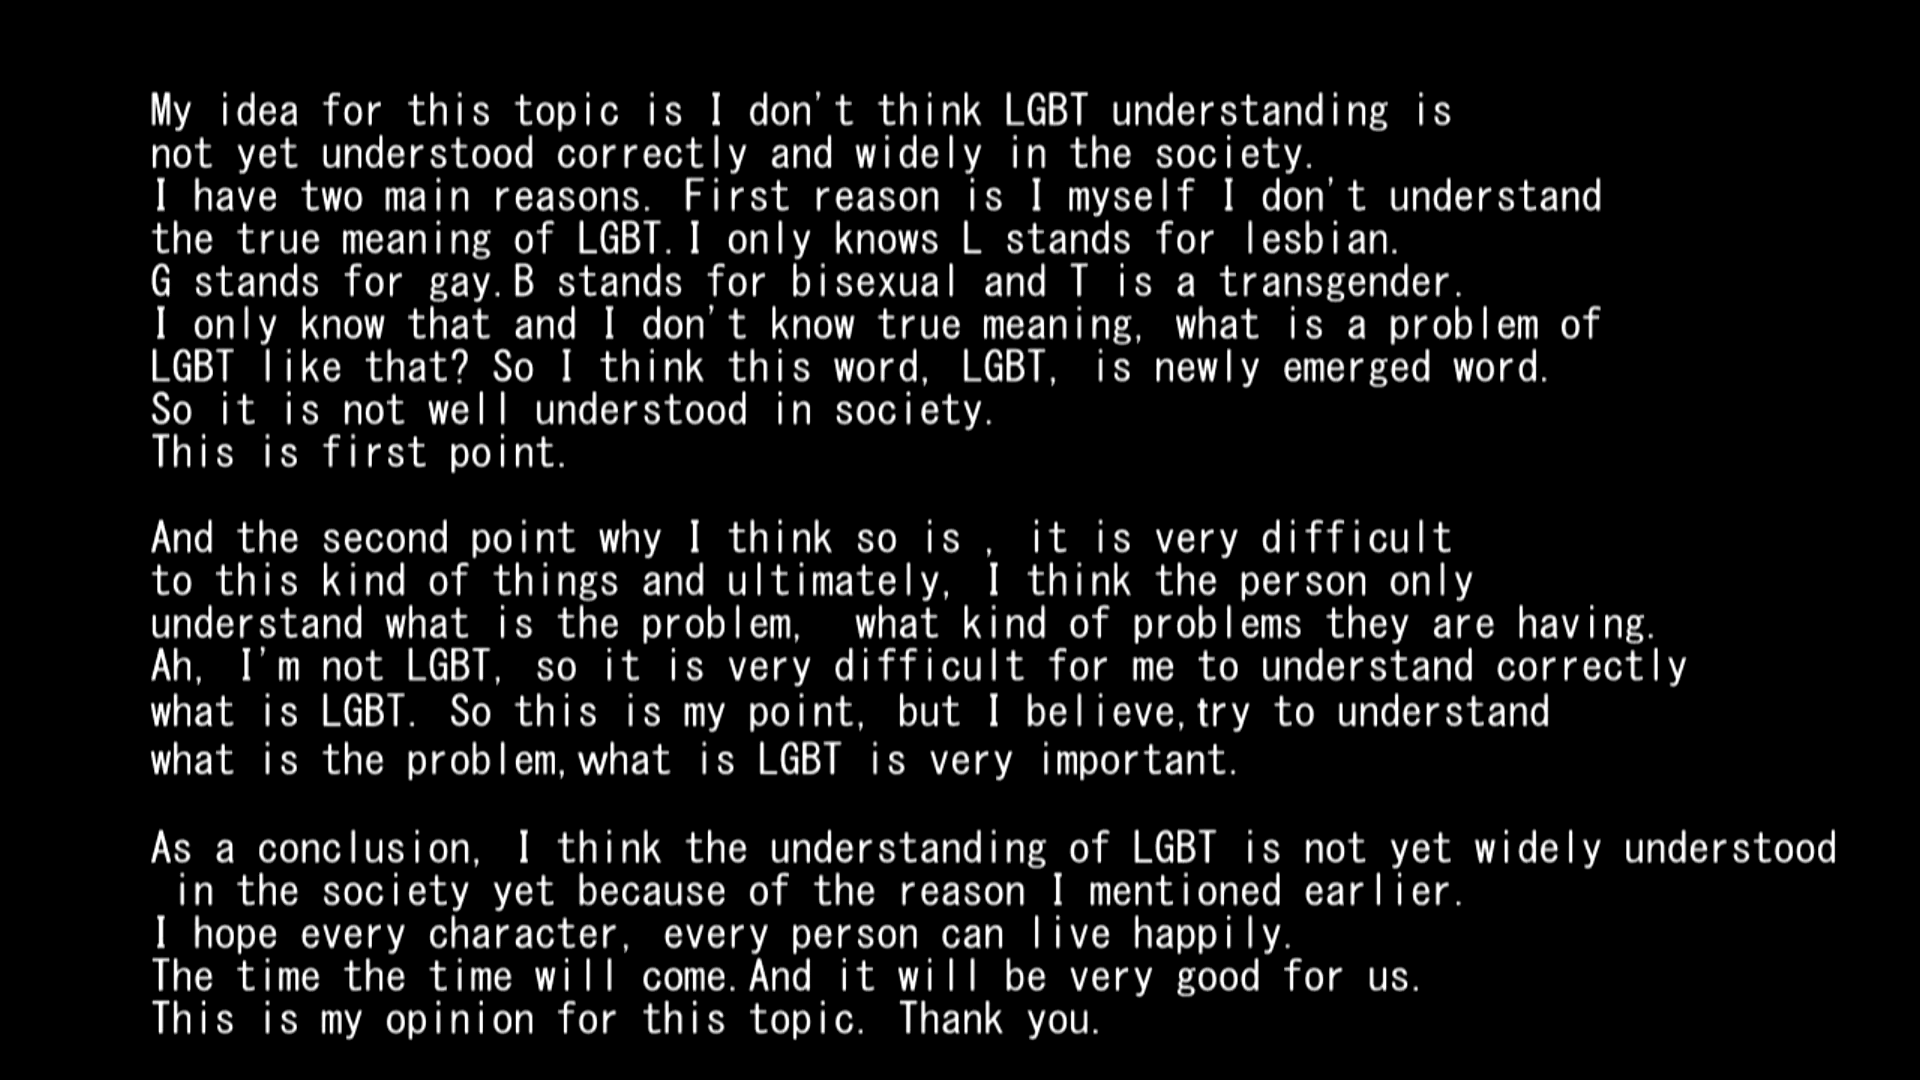 My idea for this topic is I don't think LGBT understanding is
not yet understood correctly and widely in the society.
I have two main reasons. First reason is I myself I don't understand
the true meaning of LGBT. I only knows L stands for lesbian.
G stands for gay. B stands for bisexual and T is a transgender.
I only know that and I don't know true meaning, what is a problem of
LGBT like that? So I think this word, LGBT, is newly emerged word.
So it is not well understood in society.
This is first point.
And the second point why I think so is , it is very difficult
to this kind of things and ultimately, I think the person only
understand what is the problem, what kind of problems they are having.
Ah, I'm not LGBT, so it is very difficult for me to understand correctly
what is LGBT. So this is my point, but I believe,try to understand
what is the problem,what is LGBT is very important.
As a conclusion, I think the understanding of LGBT is not yet widely understood
in the society yet because of the reason I mentioned earlier.
I hope every character, every person can live happily.
The time the time will come. And it will be very good for us.
This is my opinion for this topic. Thank you.